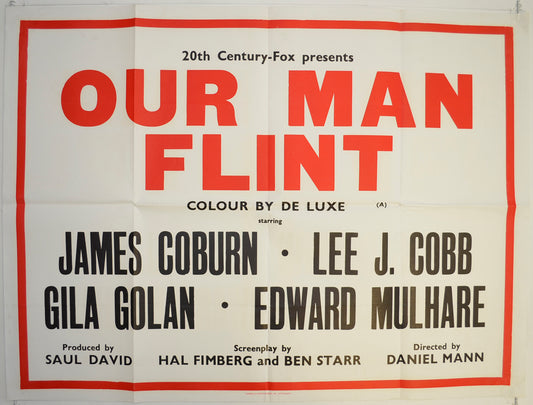 20th Century-Fox presents
OUR MAN
FLINT
COLOUR BY DE LUXE (A)
starring
JAMES COBURN · LEE J. COBB
GILA GOLAN · EDWARD MULHARE
Produced by Screenplay by Directed by
SAUL DAVID HAL FIMBERG and BEN STARR DANIEL MANN